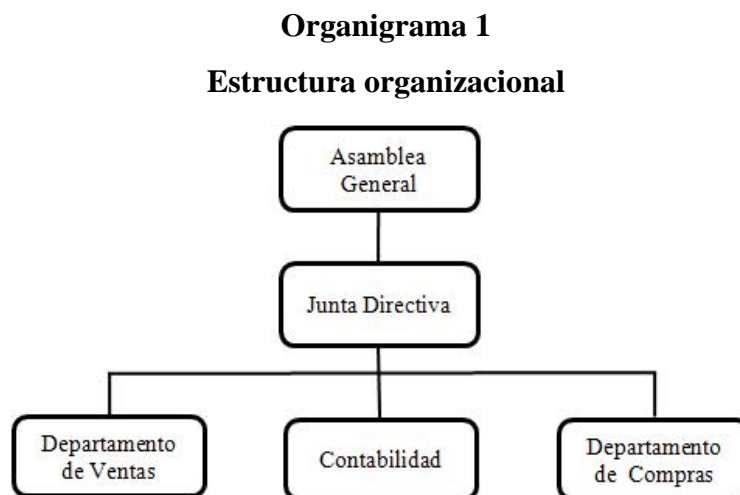 Organigrama 1
Estructura organizacional
Asamblea
General
Junta Directiva
Departamento
de Ventas
Contabilidad
Departamento
de Compras